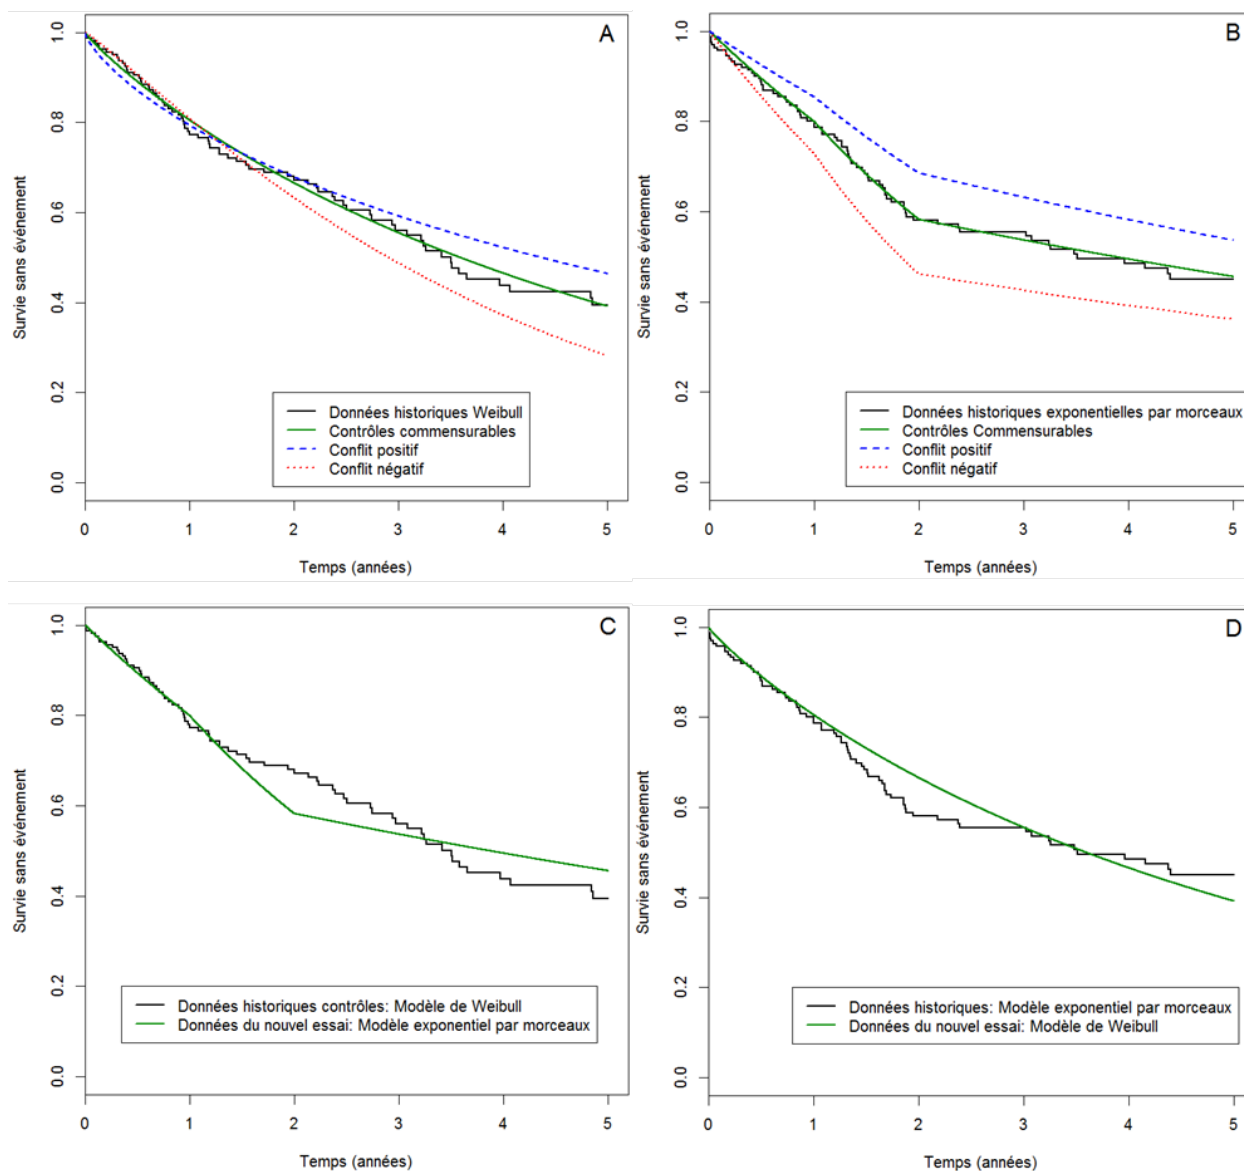 A
Survie sans événement
1.0
0.8
0.6
0.4
0.2
0.0
Données historiques Weibull
Contrôles commensurables
Conflit positif
Conflit négatif
0 1 2 3 4 5
Temps (années)
B
Survie sans événement
1.0
0.8
0.6
0.4
0.2
0.0
Données historiques exponentielles par morceaux
Contrôles Commensurables
Conflit positif
Conflit négatif
0 1 2 3 4 5
Temps (années)
C
Survie sans événement
1.0
0.8
0.6
0.4
0.2
0.0
Données historiques contrôles: Modèle de Weibull
Données du nouvel essai: Modèle exponentiel par morceaux
0 1 2 3 4 5
Temps (années)
D
Survie sans événement
1.0
0.8
0.6
0.4
0.2
0.0
Données historiques: Modèle exponentiel par morceaux
Données du nouvel essai: Modèle de Weibull
0 1 2 3 4 5
Temps (années)